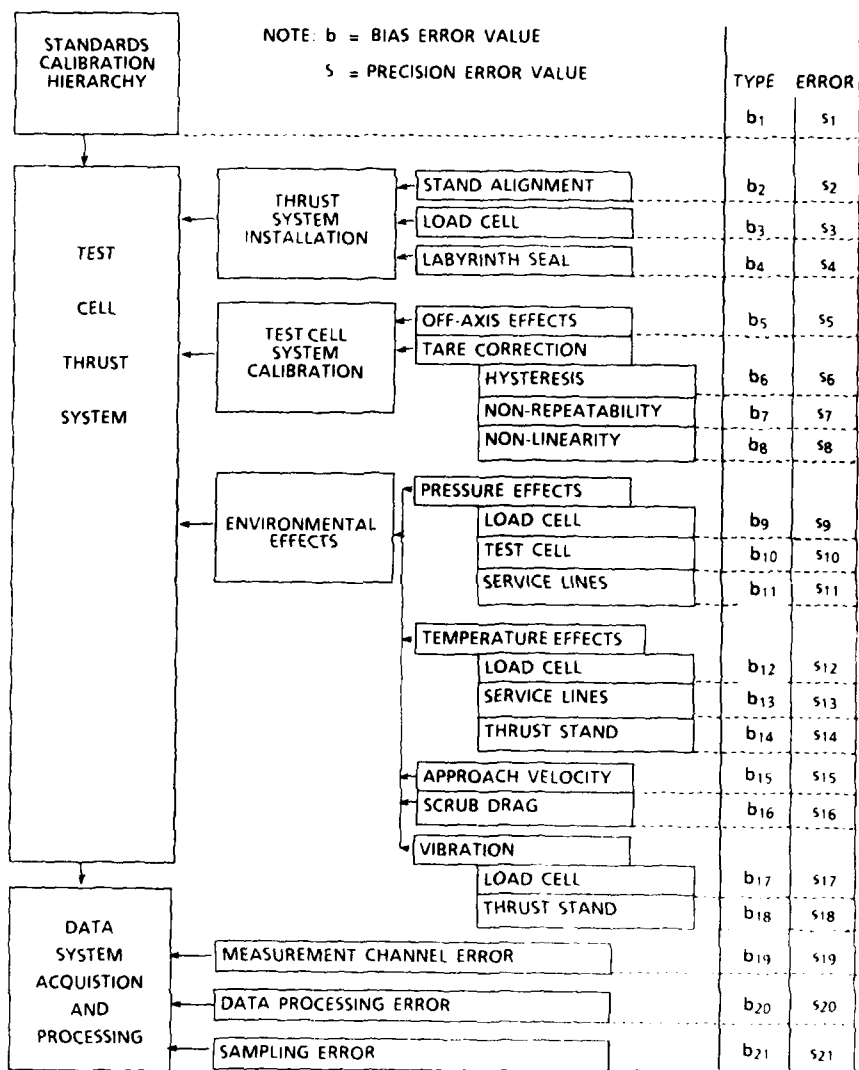 STANDARDS
CALIBRATION
HIERARCHY
NOTE: b = BIAS ERROR VALUE
s = PRECISION ERROR VALUE
TYPE ERROR
b1 s1
TEST
CELL
THRUST
SYSTEM
THRUST
SYSTEM
INSTALLATION
STAND ALIGNMENT b2 s2
LOAD CELL b3 s3
LABYRINTH SEAL b4 s4
TEST CELL
SYSTEM
CALIBRATION
OFF-AXIS EFFECTS b5 s5
TARE CORRECTION
HYSTERESIS b6 s6
NON-REPEATABILITY b7 s7
NON-LINEARITY b8 s8
ENVIRONMENTAL
EFFECTS
PRESSURE EFFECTS
LOAD CELL b9 s9
TEST CELL b10 s10
SERVICE LINES b11 s11
TEMPERATURE EFFECTS
LOAD CELL b12 s12
SERVICE LINES b13 s13
THRUST STAND b14 s14
APPROACH VELOCITY b15 s15
SCRUB DRAG b16 s16
VIBRATION
LOAD CELL b17 s17
THRUST STAND b18 s18
DATA
SYSTEM
ACQUISTION
AND
PROCESSING
MEASUREMENT CHANNEL ERROR b19 s19
DATA PROCESSING ERROR b20 s20
SAMPLING ERROR b21 s21